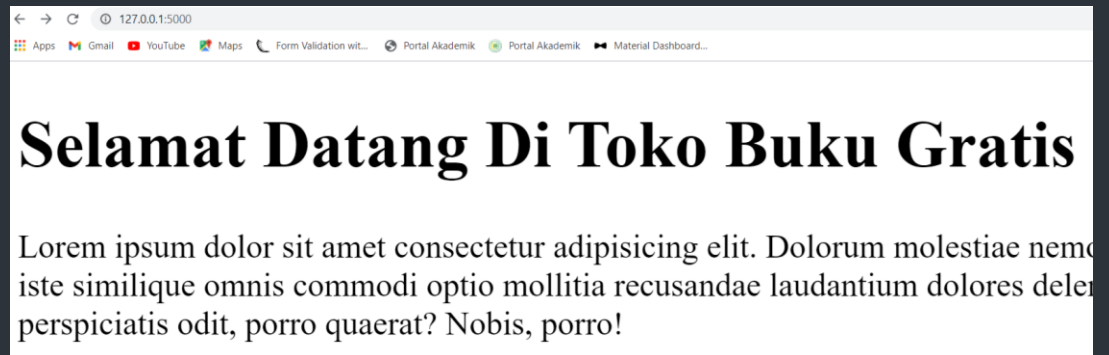 127.0.0.1:5000
Apps Gmail YouTube Maps Form Validation wit... Portal Akademik Portal Akademik Material Dashboard...
Selamat Datang Di Toko Buku Gratis
Lorem ipsum dolor sit amet consectetur adipisicing elit. Dolorum molestiae
iste similique omnis commodi optio mollitia recusandae laudantium dolores
perspiciatis odit, porro quaerat? Nobis, porro!